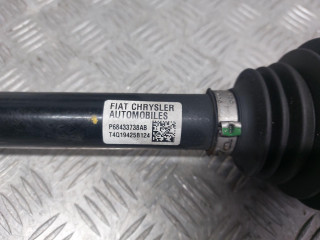 FIAT CHRYSLER
AUTOMOBILES
P68433738AB
T4Q19425B124